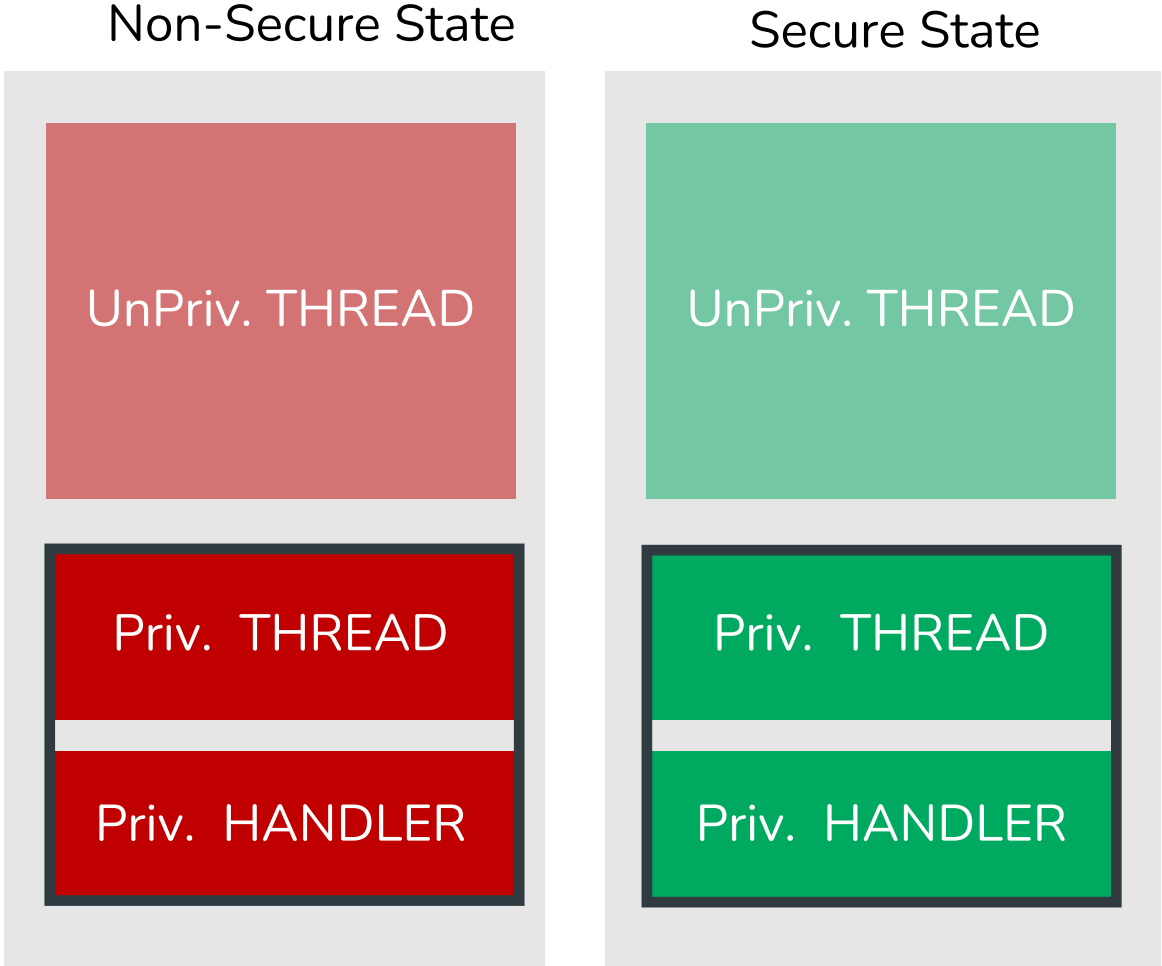 Non-Secure State
UnPriv. THREAD
Priv. THREAD
Priv. HANDLER
Secure State
UnPriv. THREAD
Priv. THREAD
Priv. HANDLER